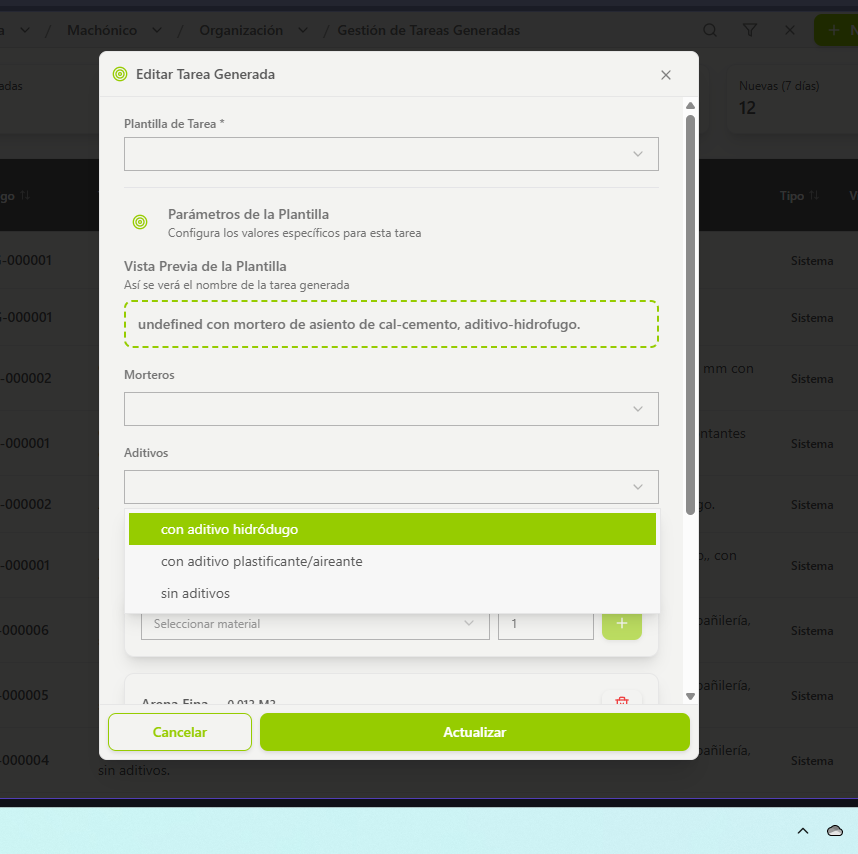 a / Machónico / Organización / Gestión de Tareas Generadas
Editar Tarea Generada
adas
Nuevas (7 días)
12
Plantilla de Tarea *
go
Tipo
V
Parámetros de la Plantilla
Configura los valores específicos para esta tarea
-000001
Sistema
Vista Previa de la Plantilla
Así se verá el nombre de la tarea generada
undefined con mortero de asiento de cal-cemento, aditivo-hidrofugo.
-000001
Sistema
Morteros
-000002
mm con
Sistema
Aditivos
-000001
ntantes
Sistema
con aditivo hidródugo
con aditivo plastificante/aireante
sin aditivos
-000002
go.
Sistema
-000001
o,, con
Sistema
Seleccionar material
1
-000006
bañilería,
Sistema
Arena Fina
0.012 M3
-000005
bañilería,
Sistema
Cancelar
Actualizar
-000004
bañilería,
Sistema
sin aditivos.